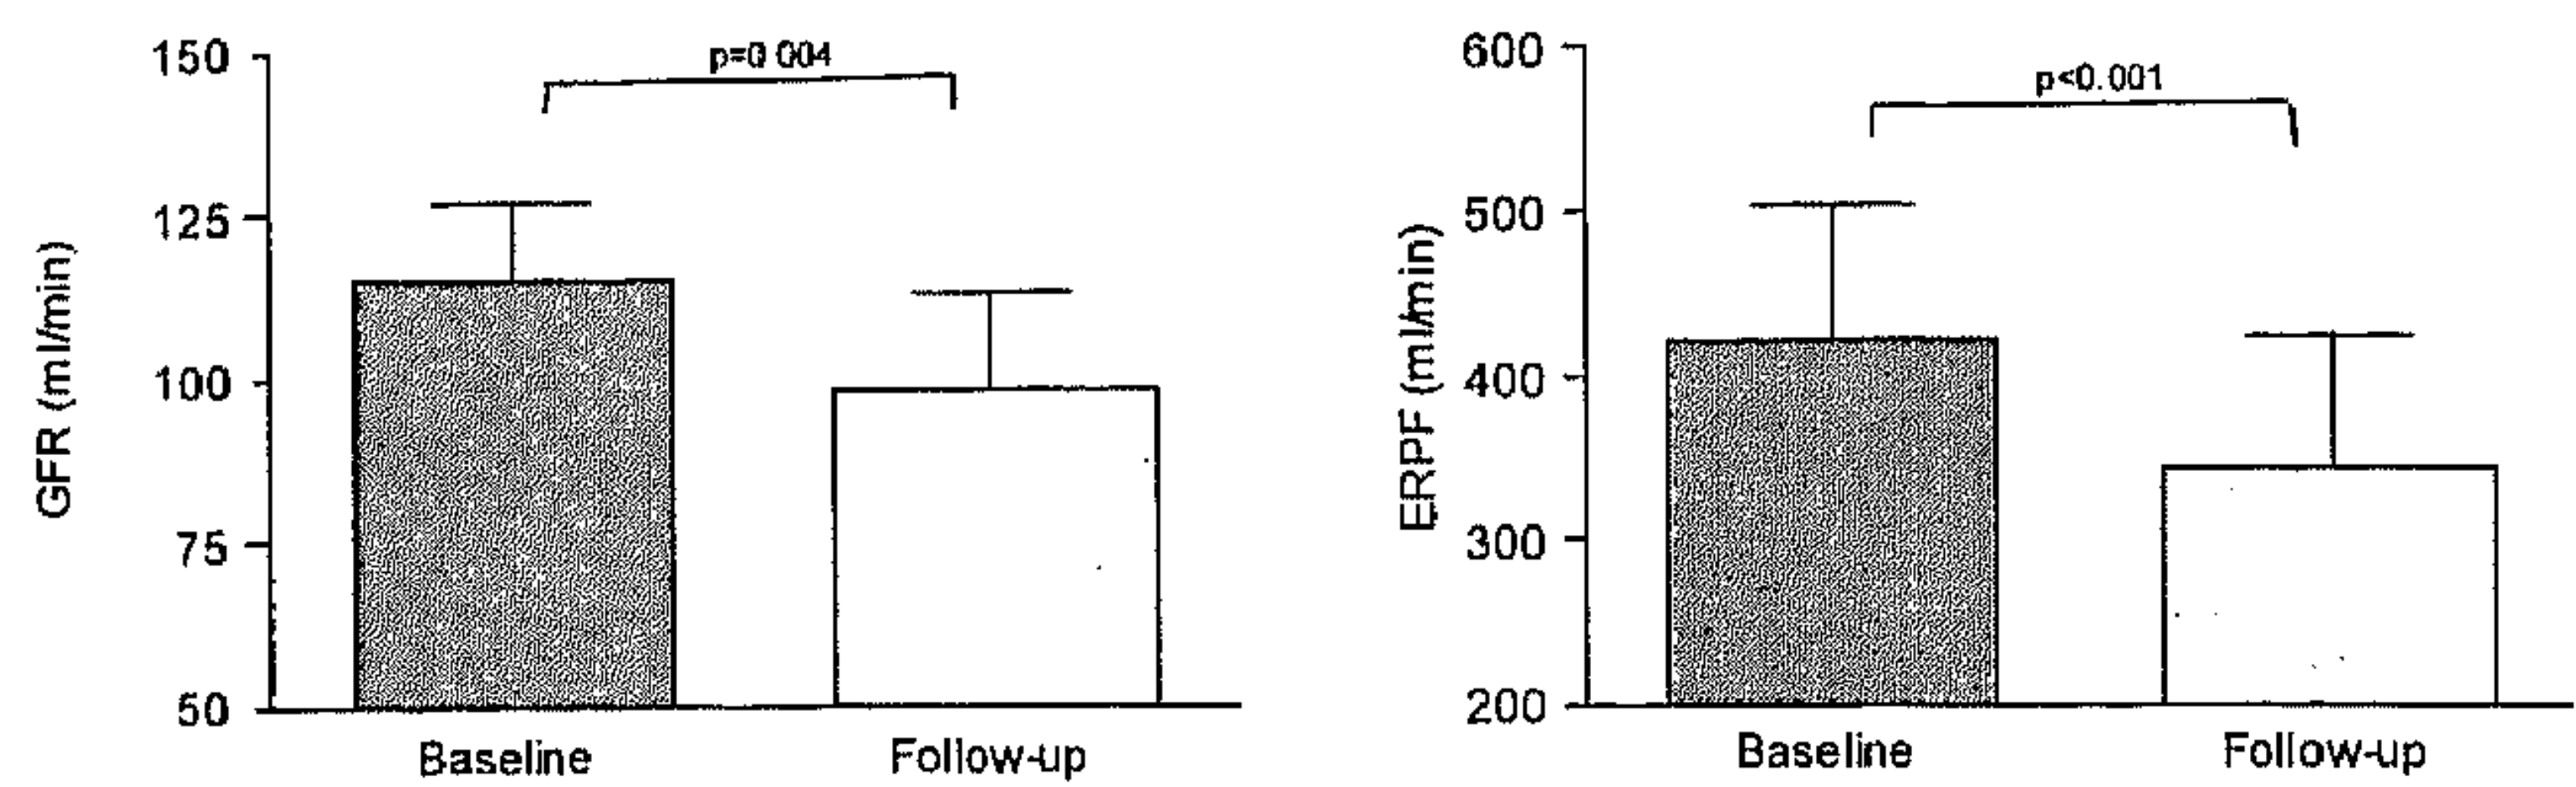 GFR (ml/min)
150
125
100
75
50
p=0.004
Baseline
Follow-up
ERPF (ml/min)
600
500
400
300
200
p<0.001
Baseline
Follow-up